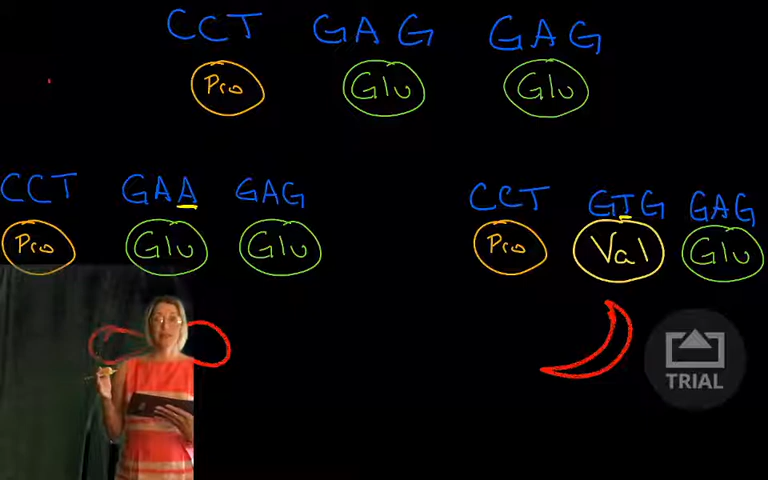 CCT GAG GAG
Pro Glu Glu
CCT GAA GAG
Pro Glu Glu
CCT GTG GAG
Pro Val Glu
TRIAL